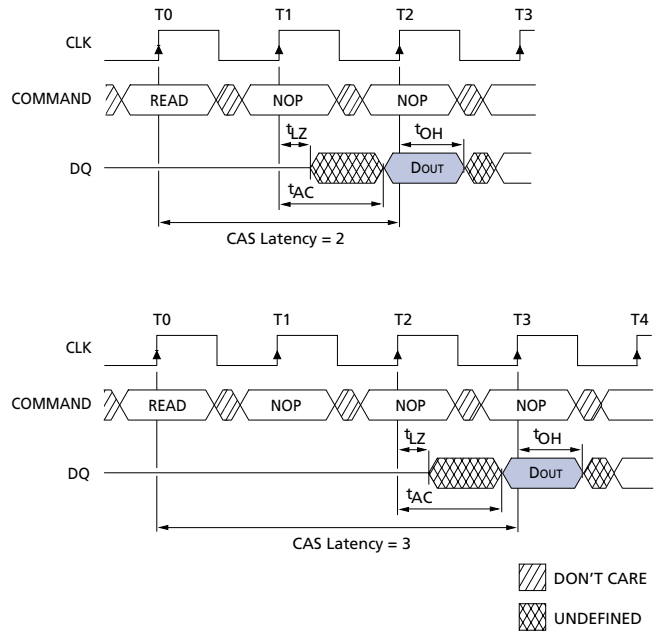 T0 T1 T2 T3
CLK
COMMAND READ NOP NOP
tLZ tOH
DQ DOUT
tAC
CAS Latency = 2
T0 T1 T2 T3 T4
CLK
COMMAND READ NOP NOP NOP
tLZ tOH
DQ DOUT
tAC
CAS Latency = 3
DON'T CARE
UNDEFINED